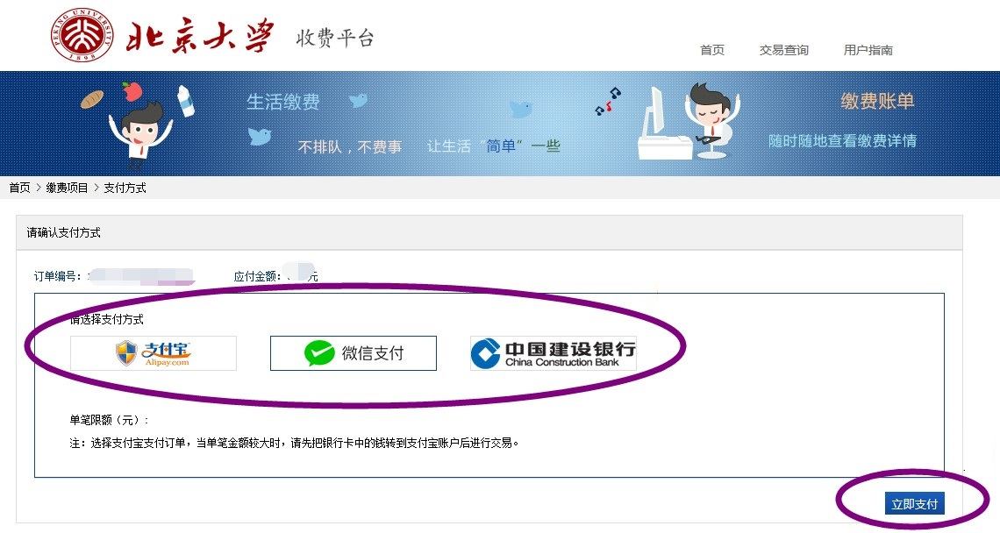 PEKING UNIVERSITY
1898
北京大学 收费平台
首页 交易查询 用户指南
生活缴费
不排队，不费事 让生活“简单”一些
缴费账单
随时随地查看缴费详情
首页 > 缴费项目 > 支付方式
请确认支付方式
订单编号： 应付金额： 元
请选择支付方式
支付宝
Alipay.com
微信支付
中国建设银行
China Construction Bank
单笔限额（元）：
注：选择支付宝支付订单，当单笔金额较大时，请先把银行卡中的钱转到支付宝账户后进行交易。
立即支付